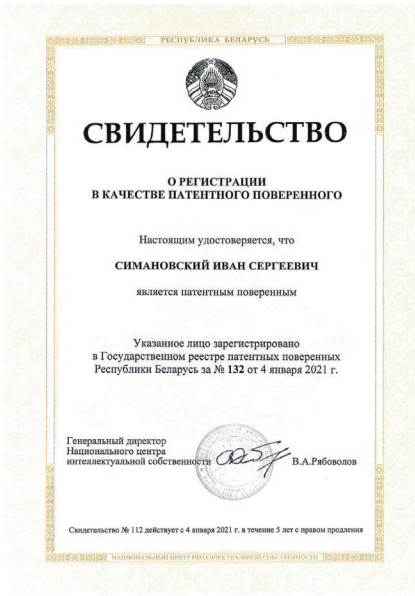 РЕСПУБЛИКА БЕЛАРУСЬ
СВИДЕТЕЛЬСТВО
О РЕГИСТРАЦИИ
В КАЧЕСТВЕ ПАТЕНТНОГО ПОВЕРЕННОГО
Настоящим удостоверяется, что
СИМАНОВСКИЙ ИВАН СЕРГЕЕВИЧ
является патентным поверенным
Указанное лицо зарегистрировано
в Государственном реестре патентных поверенных
Республики Беларусь за № 132 от 4 января 2021 г.
Генеральный директор
Национального центра
интеллектуальной собственности
В.А.Рябоволов
Свидетельство № 112 действует с 4 января 2021 г. в течение 5 лет с правом продления
НАЦИОНАЛЬНЫЙ ЦЕНТР ИНТЕЛЛЕКТУАЛЬНОЙ СОБСТВЕННОСТИ